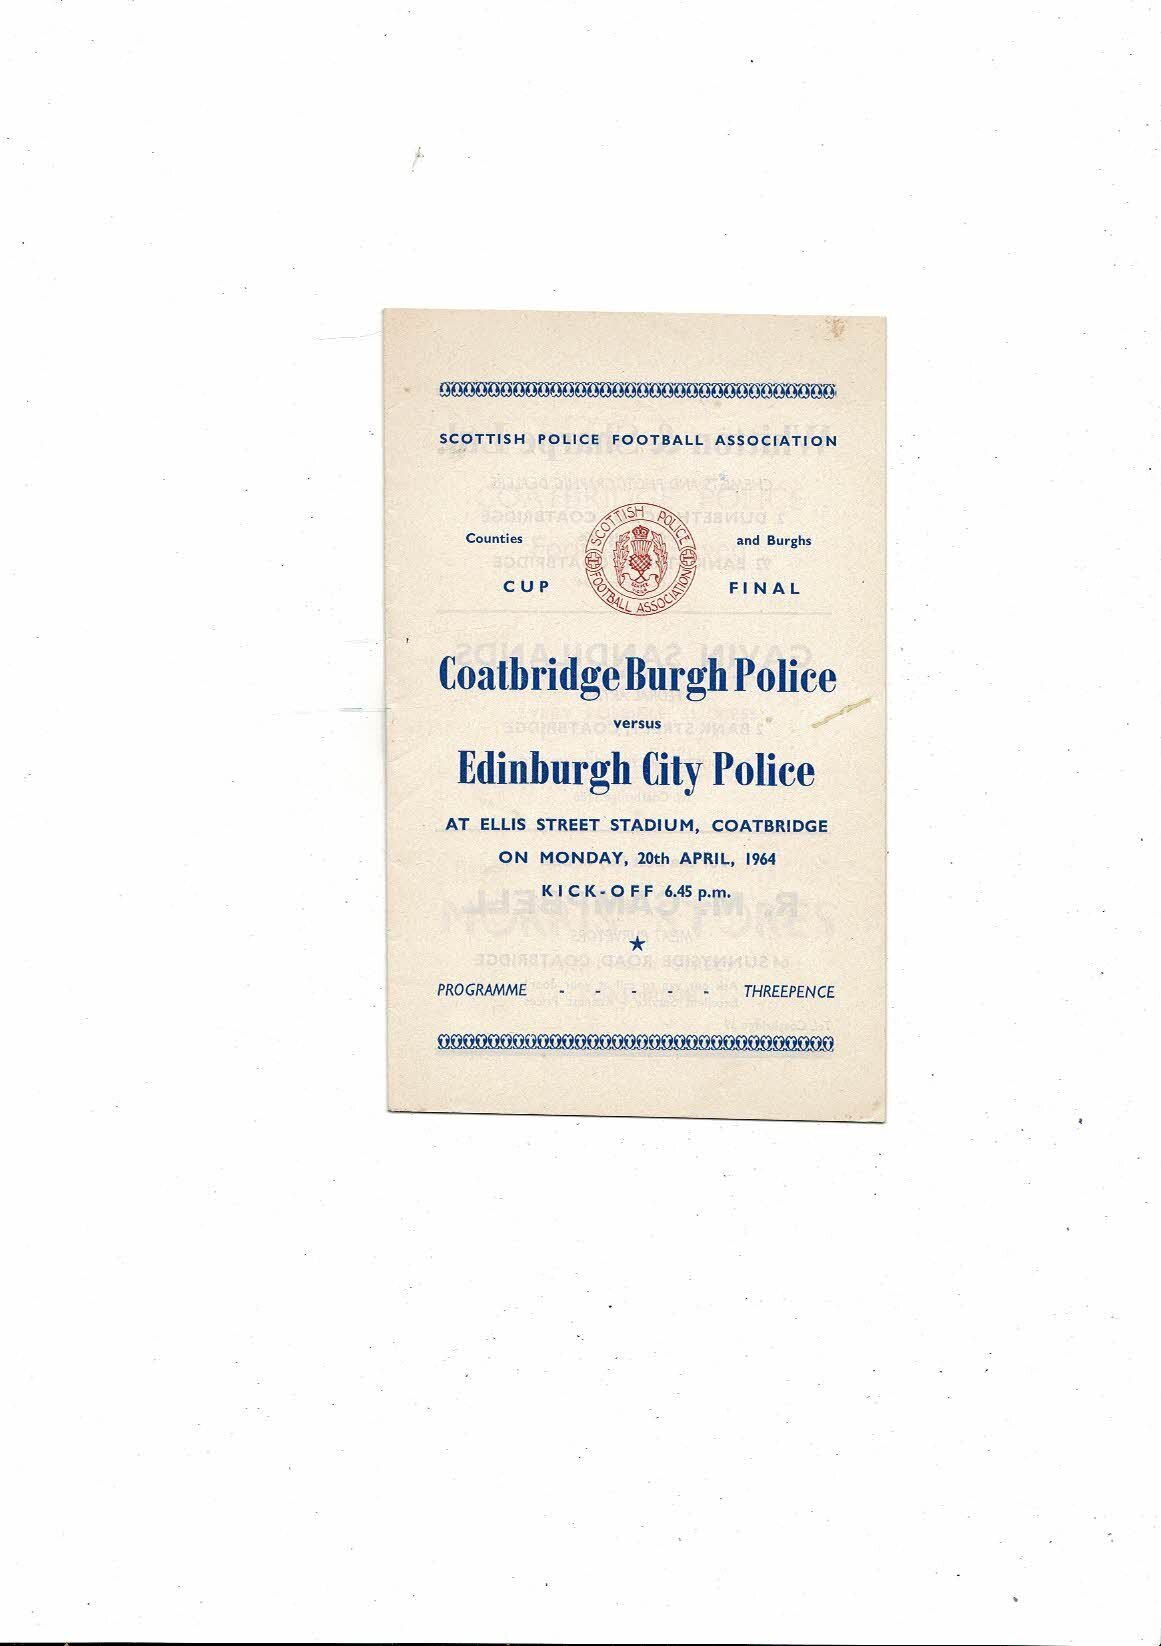 SCOTTISH POLICE FOOTBALL ASSOCIATION
Counties and Burghs
SCOTTISH POLICE
FOOTBALL ASSOCIATION
CUP FINAL
Coatbridge Burgh Police
versus
Edinburgh City Police
AT ELLIS STREET STADIUM, COATBRIDGE
ON MONDAY, 20th APRIL, 1964
KICK-OFF 6.45 p.m.
PROGRAMME - - - - - THREEPENCE